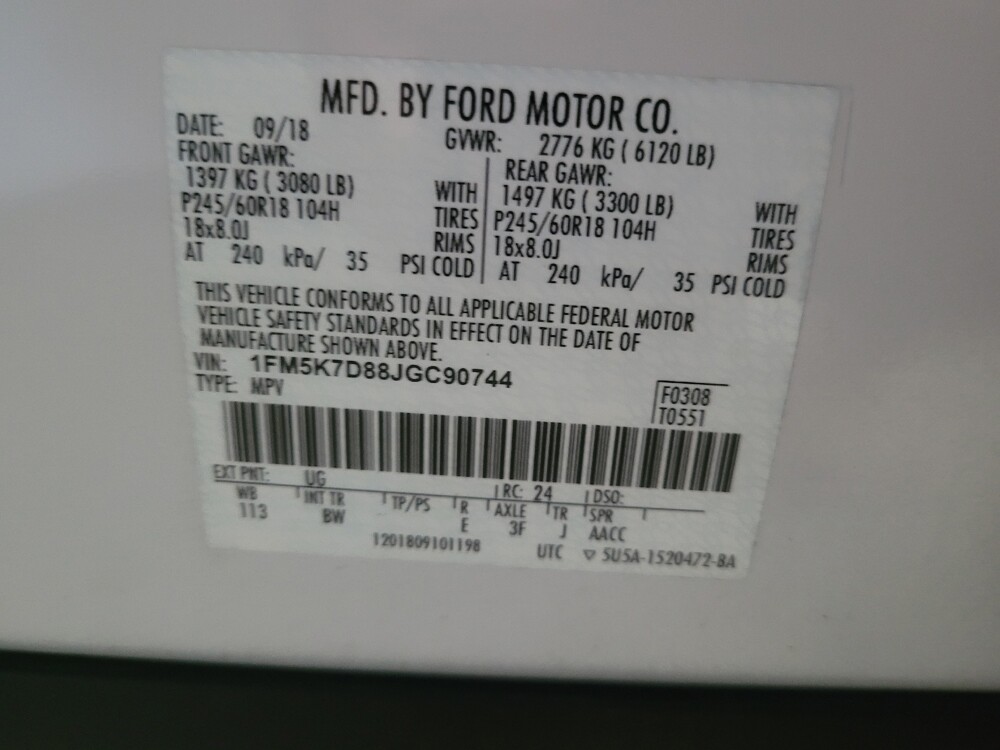 MFD. BY FORD MOTOR CO.
DATE: 09/18 GVWR: 2776 KG ( 6120 LB)
FRONT GAWR: REAR GAWR:
1397 KG ( 3080 LB) WITH 1497 KG ( 3300 LB) WITH
P245/60R18 104H TIRES P245/60R18 104H TIRES
18x8.0J RIMS 18x8.0J RIMS
AT 240 kPa/ 35 PSI COLD AT 240 kPa/ 35 PSI COLD
THIS VEHICLE CONFORMS TO ALL APPLICABLE FEDERAL MOTOR
VEHICLE SAFETY STANDARDS IN EFFECT ON THE DATE OF
MANUFACTURE SHOWN ABOVE.
VIN: 1FM5K7D88JGC90744
TYPE: MPV
F0308
T0551
EXT PNT: UG RC: 24 DSO:
WB INT TR TP/PS R AXLE TR SPR
113 BW E 3F J AACC
1201809101198 UTC ▽ 5U5A-1520472-BA